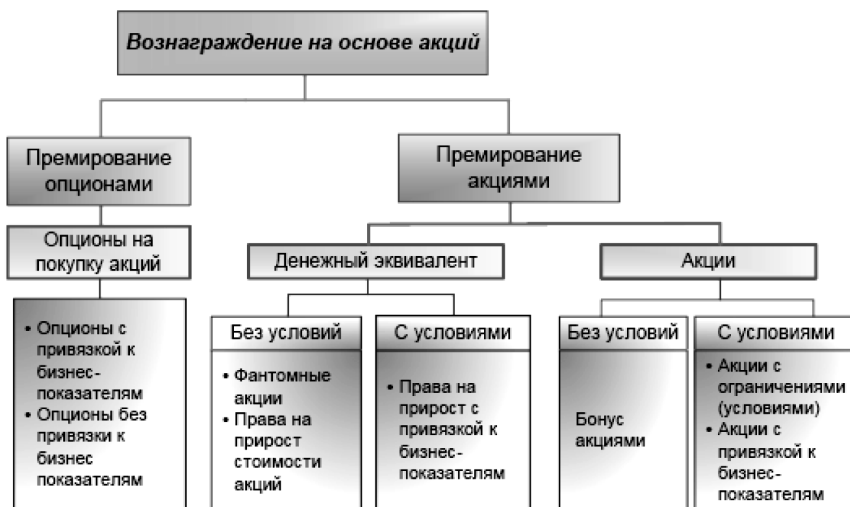 Вознаграждение на основе акций
Премирование
опционами
Премирование
акциями
Опционы на
покупку акций
Денежный эквивалент
Акции
• Опционы с
привязкой к
бизнес-
показателям
• Опционы без
привязки к
бизнес
показателям
Без условий
• Фантомные
акции
• Права на
прирост
стоимости
акций
С условиями
• Права на
прирост с
привязкой к
бизнес-
показателям
Без условий
Бонус
акциями
С условиями
• Акции с
ограничениями
(условиями)
• Акции с
привязкой к
бизнес-
показателям